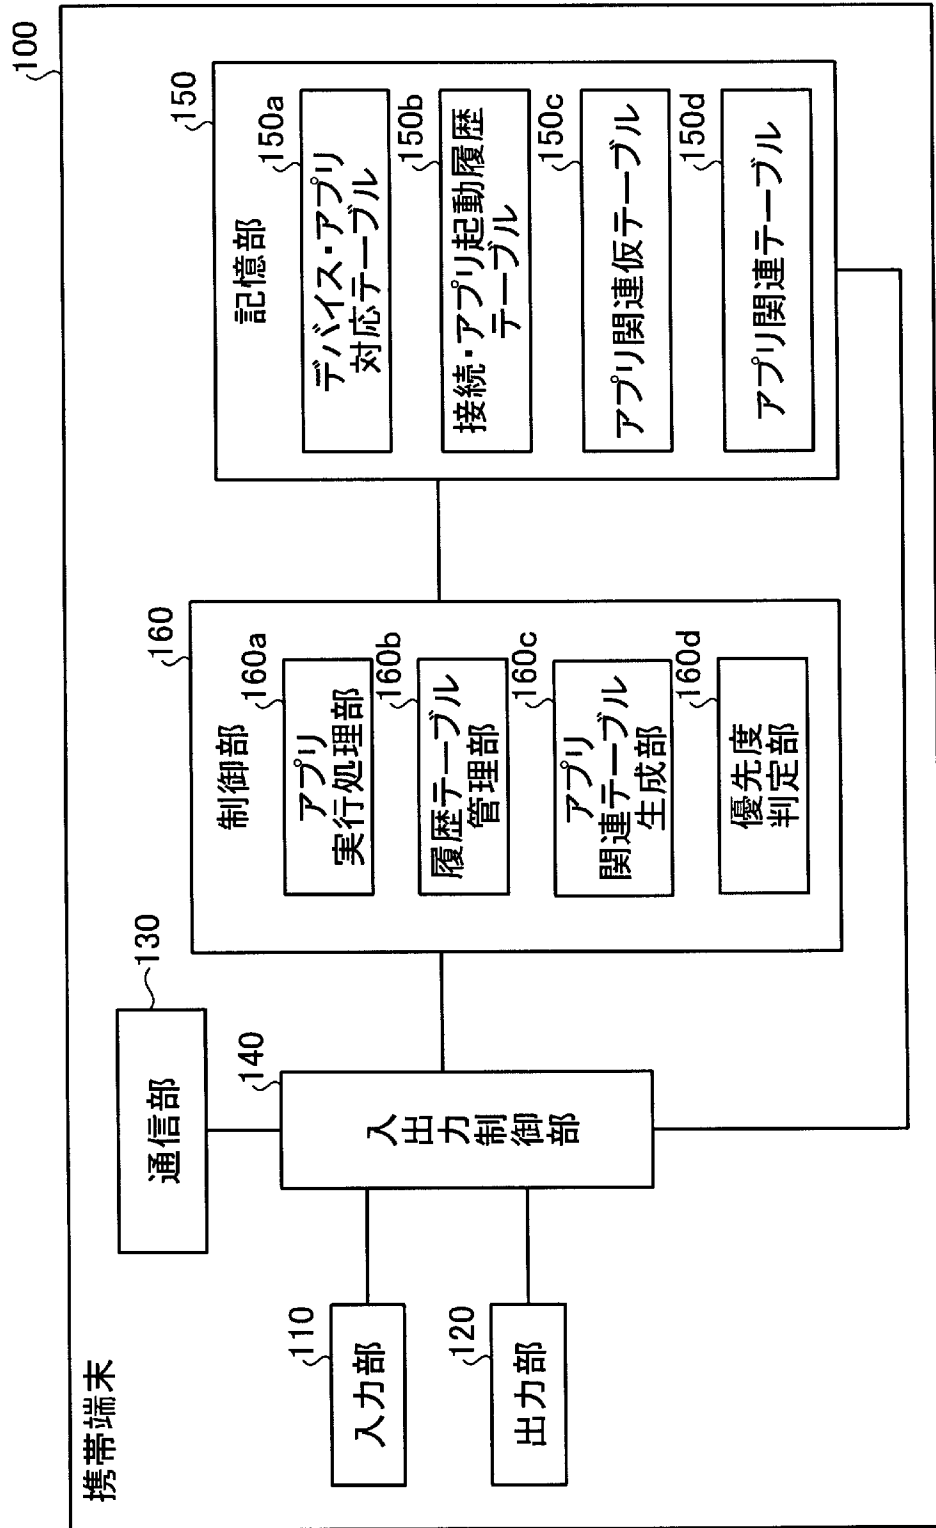 100
携帯端末
110
入力部
120
出力部
130
通信部
140
入出力制御部
160
制御部
160a
アプリ
実行処理部
160b
履歴テーブル
管理部
160c
アプリ
関連テーブル
生成部
160d
優先度
判定部
150
記憶部
150a
デバイス・アプリ
対応テーブル
150b
接続・アプリ起動履歴
テーブル
150c
アプリ関連仮テーブル
150d
アプリ関連テーブル